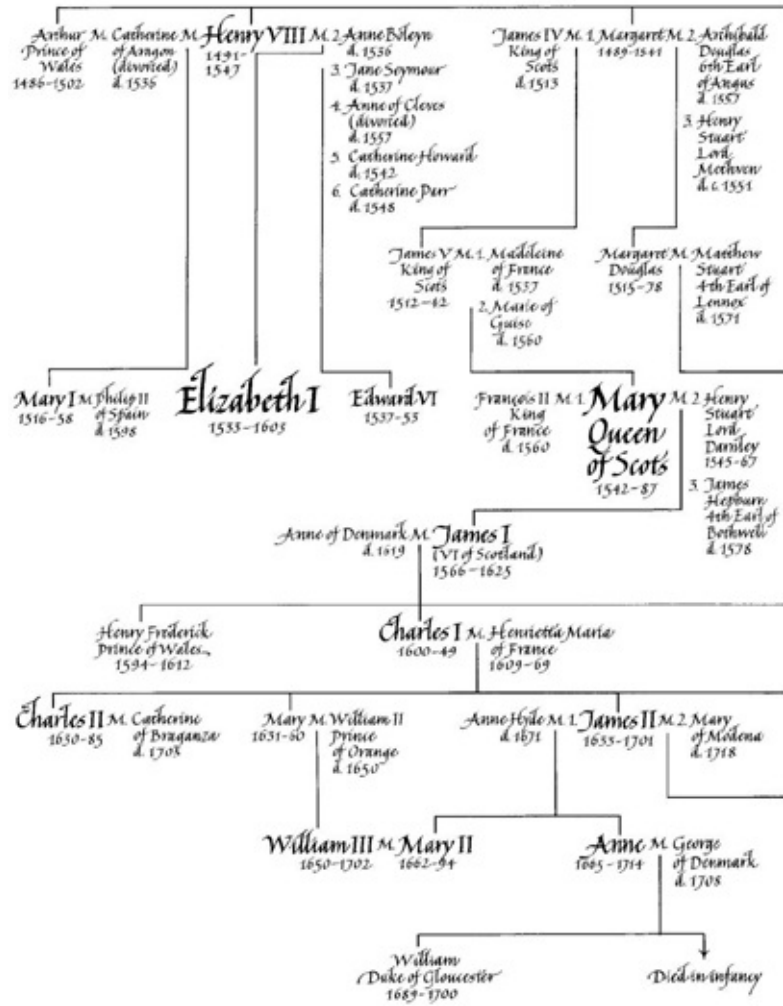 Arthur M. Catherine M. Henry VIII M. 2. Anne Boleyn
Prince of Wales
1486–1502
of Aragon
(divorced)
d. 1536
1491–
1547
d. 1536
3. Jane Seymour
d. 1537
4. Anne of Cleves
(divorced)
d. 1557
5. Catherine Howard
d. 1542
6. Catherine Parr
d. 1548
James IV M. 1. Margaret M. 2. Archibald
King of
Scots
d. 1513
1489–1541
Douglas
6th Earl
of Angus
d. 1557
3. Henry
Stuart
Lord
Methven
d. c. 1551
James V M. 1. Madeleine
King of
Scots
1512–42
of France
d. 1537
2. Marie of
Guise
d. 1560
Margaret M. Matthew
Douglas
1515–78
Stuart
4th Earl of
Lennox
d. 1571
Mary I M. Philip II
1516–58
of Spain
d. 1598
Elizabeth I
1533–1603
Edward VI
1537–53
François II M. 1.
King
of France
d. 1560
Mary
Queen
of Scots
1542–87
M. 2. Henry
Stuart
Lord
Darnley
1545–67
3. James
Hepburn
4th Earl of
Bothwell
d. 1578
Anne of Denmark M. James I
d. 1619
(VI of Scotland)
1566–1625
Henry Frederick
Prince of Wales
1594–1612
Charles I M. Henrietta Maria
1600–49
of France
1609–69
Charles II M. Catherine
1630–85
of Braganza
d. 1705
Mary M. William II
1631–60
Prince
of Orange
d. 1650
Anne Hyde M. 1. James II M. 2. Mary
d. 1671
1633–1701
of Modena
d. 1718
William III M. Mary II
1650–1702
1662–94
Anne M. George
1665–1714
of Denmark
d. 1708
William
Duke of Gloucester
1689–1700
Died in infancy